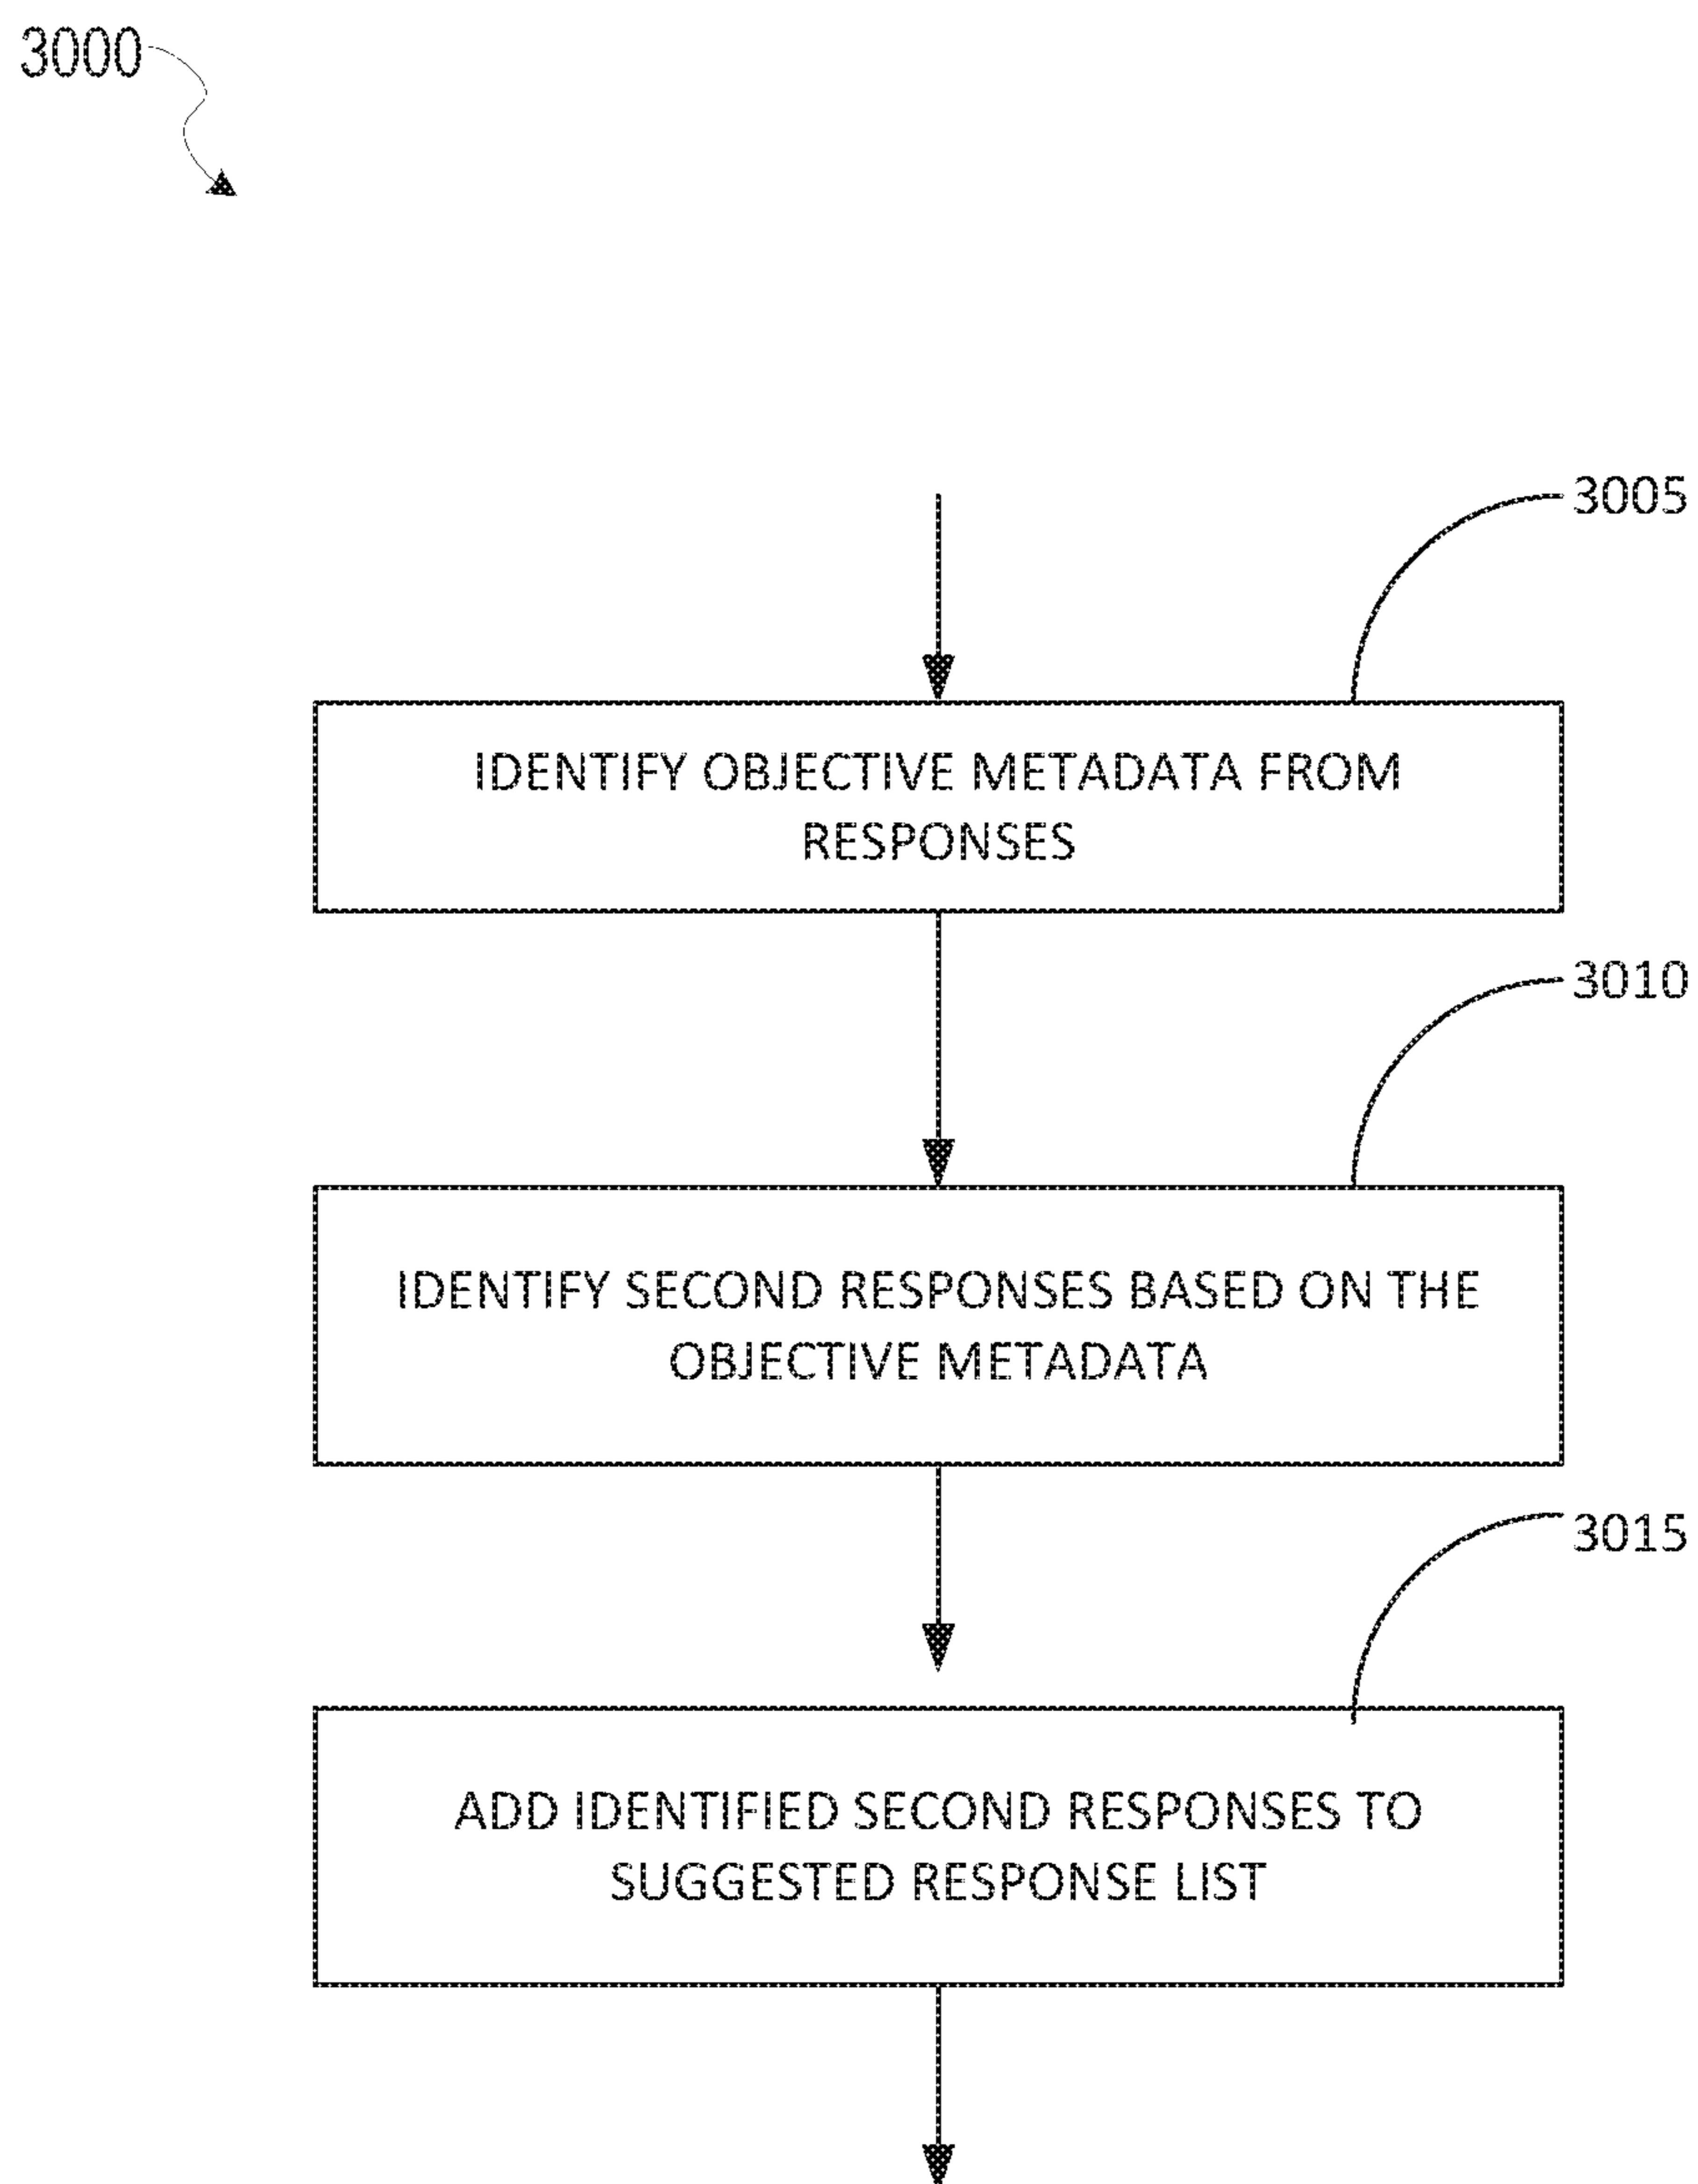 3000
3005
IDENTIFY OBJECTIVE METADATA FROM
RESPONSES
3010
IDENTIFY SECOND RESPONSES BASED ON THE
OBJECTIVE METADATA
3015
ADD IDENTIFIED SECOND RESPONSES TO
SUGGESTED RESPONSE LIST